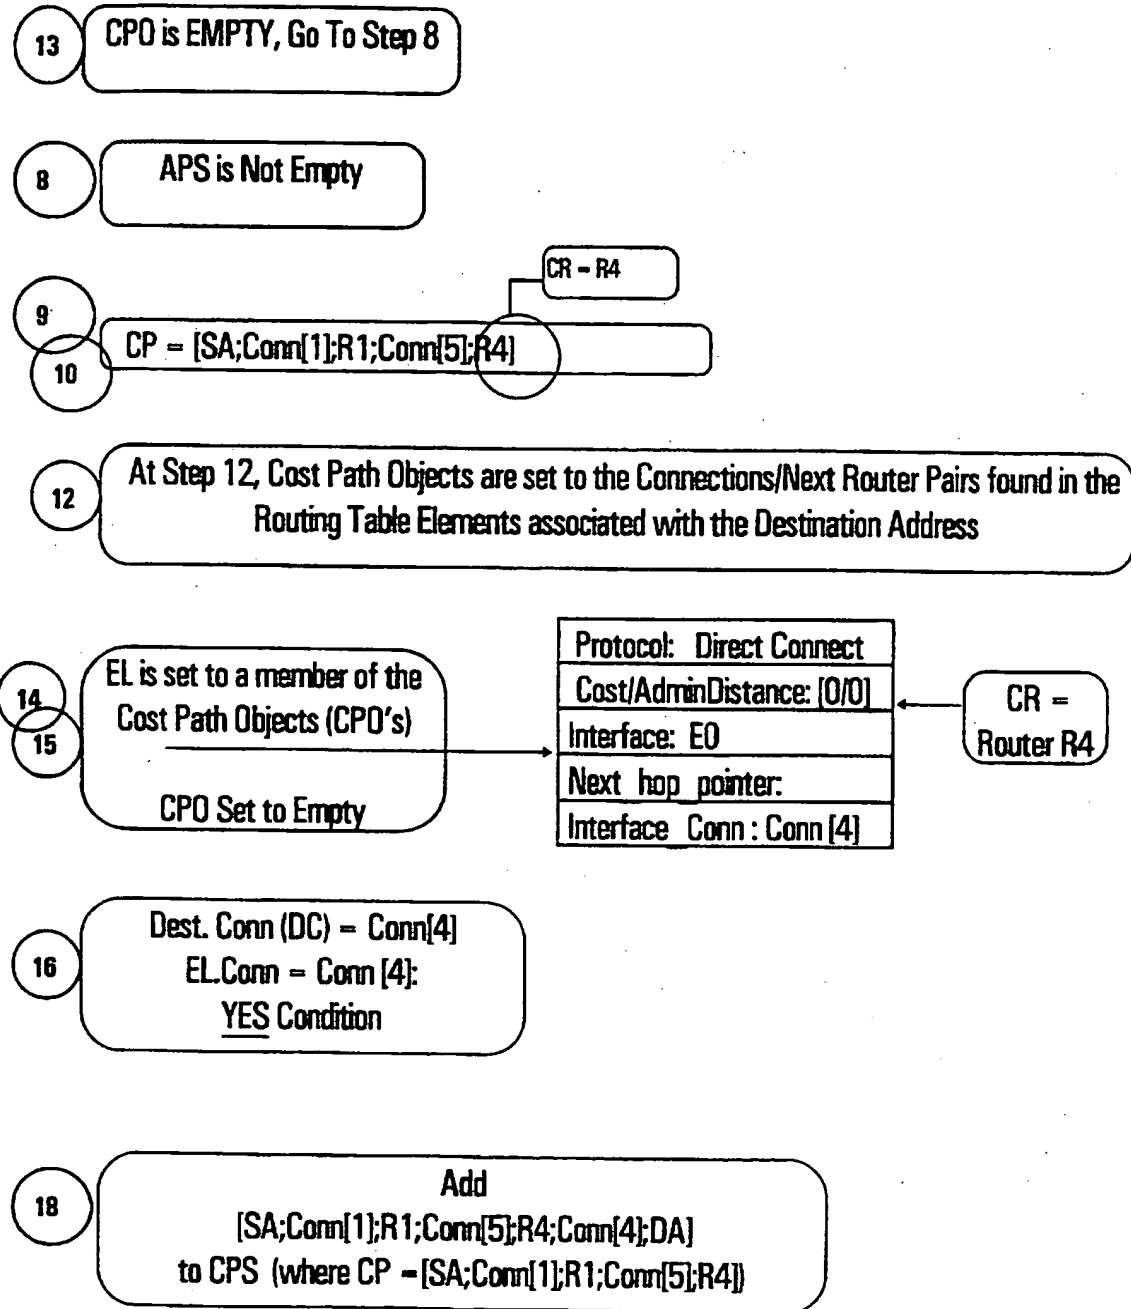 13
CPO is EMPTY, Go To Step 8
8
APS is Not Empty
CR = R4
9
10
CP = [SA;Conn[1];R1;Conn[5];R4]
12
At Step 12, Cost Path Objects are set to the Connections/Next Router Pairs found in the
Routing Table Elements associated with the Destination Address
14
15
EL is set to a member of the
Cost Path Objects (CPO's)
CPO Set to Empty
Protocol: Direct Connect
Cost/AdminDistance: [0/0]
Interface: E0
Next hop pointer:
Interface Conn : Conn [4]
CR =
Router R4
16
Dest. Conn (DC) = Conn[4]
EL.Conn = Conn [4]:
YES Condition
18
Add
[SA;Conn[1];R1;Conn[5];R4;Conn[4];DA]
to CPS (where CP =[SA;Conn[1];R1;Conn[5];R4])